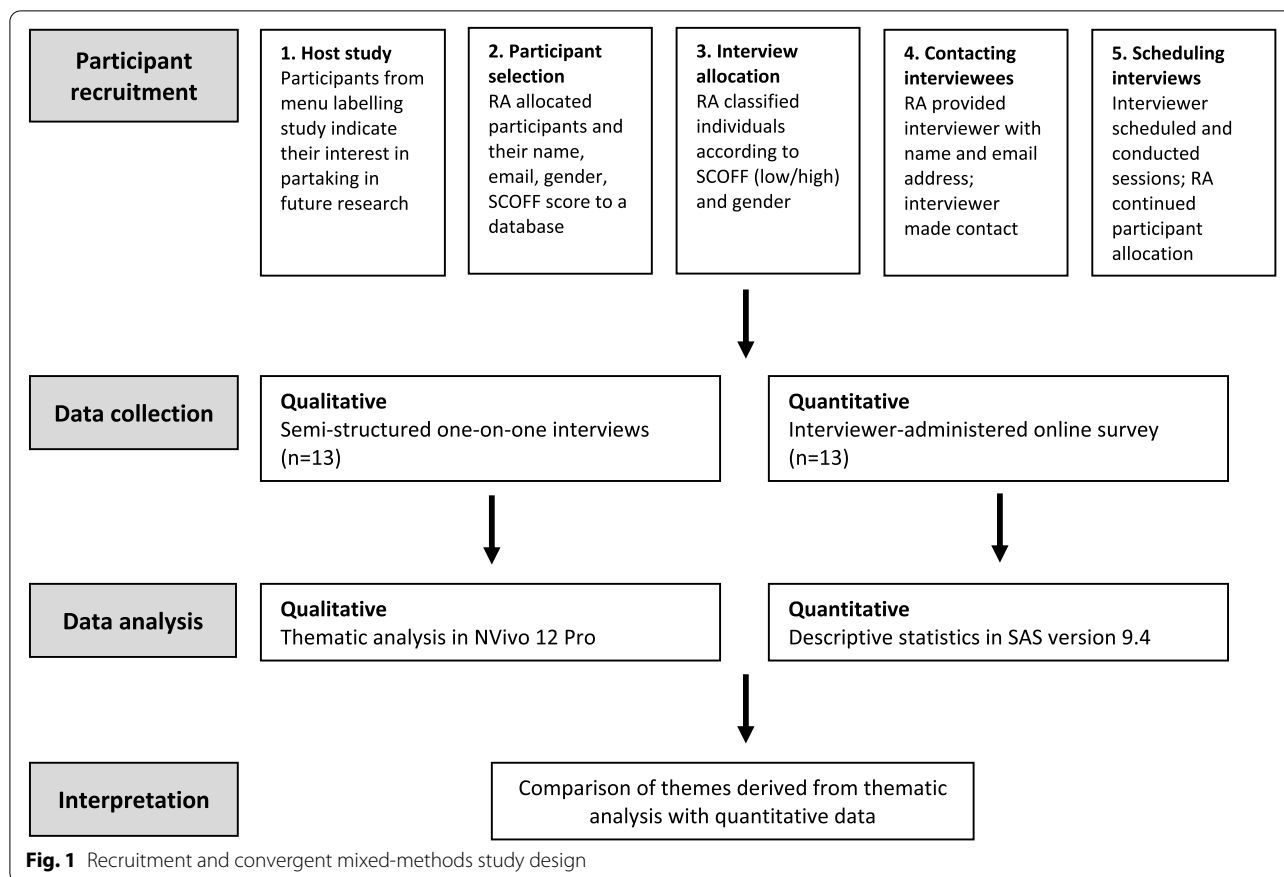 Participant
recruitment
1. Host study
Participants from
menu labelling
study indicate
their interest in
partaking in
future research
2. Participant
selection
RA allocated
participants and
their name,
email, gender,
SCOFF score to a
database
3. Interview
allocation
RA classified
individuals
according to
SCOFF (low/high)
and gender
4. Contacting
interviewees
RA provided
interviewer with
name and email
address;
interviewer
made contact
5. Scheduling
interviews
Interviewer
scheduled and
conducted
sessions; RA
continued
participant
allocation
Data collection
Qualitative
Semi-structured one-on-one interviews
(n=13)
Quantitative
Interviewer-administered online survey
(n=13)
Data analysis
Qualitative
Thematic analysis in NVivo 12 Pro
Quantitative
Descriptive statistics in SAS version 9.4
Interpretation
Comparison of themes derived from thematic
analysis with quantitative data
Fig. 1 Recruitment and convergent mixed-methods study design